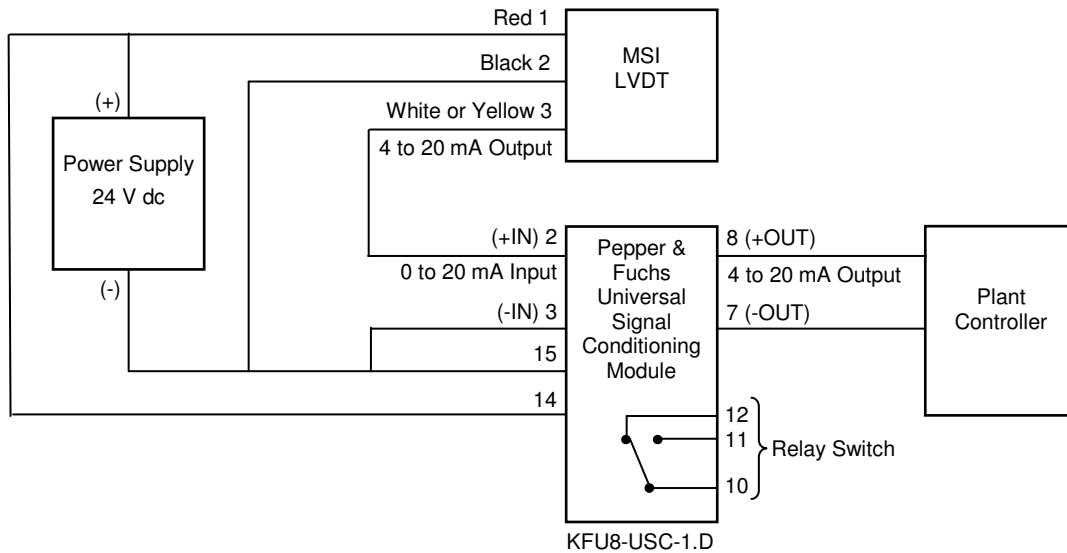 Red 1
MSI
LVDT
Black 2
White or Yellow 3
4 to 20 mA Output
(+)
Power Supply
24 V dc
(-)
(+IN) 2
0 to 20 mA Input
(-IN) 3
15
14
Pepper &
Fuchs
Universal
Signal
Conditioning
Module
8 (+OUT)
4 to 20 mA Output
7 (-OUT)
Plant
Controller
12
11
10
Relay Switch
KFU8-USC-1.D